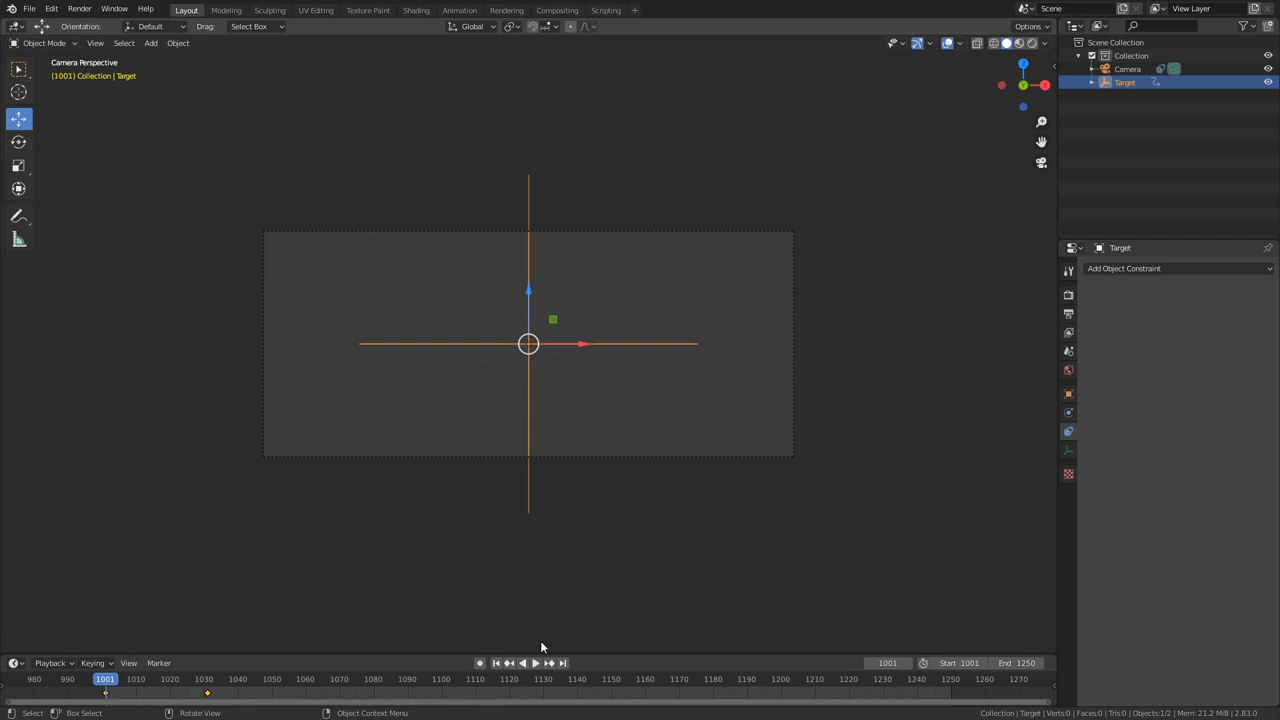 File Edit Render Window Help Layout Modeling Sculpting UV Editing Texture Paint Shading Animation Rendering Compositing Scripting + Scene View Layer
Orientation: Default Drag: Select Box Global Options
Object Mode View Select Add Object
Camera Perspective
(1001) Collection | Target
Z
Y
X
Scene Collection
Collection
Camera
Target
Target
Add Object Constraint
Playback Keying View Marker 1001 Start 1001 End 1250
980 990 1001 1010 1020 1030 1040 1050 1060 1070 1080 1090 1100 1110 1120 1130 1140 1150 1160 1170 1180 1190 1200 1210 1220 1230 1240 1250 1260 1270
Select Box Select Rotate View Object Context Menu Collection | Target | Verts:0 | Faces:0 | Tris:0 | Objects:1/2 | Mem: 21.2 MiB | 2.83.0